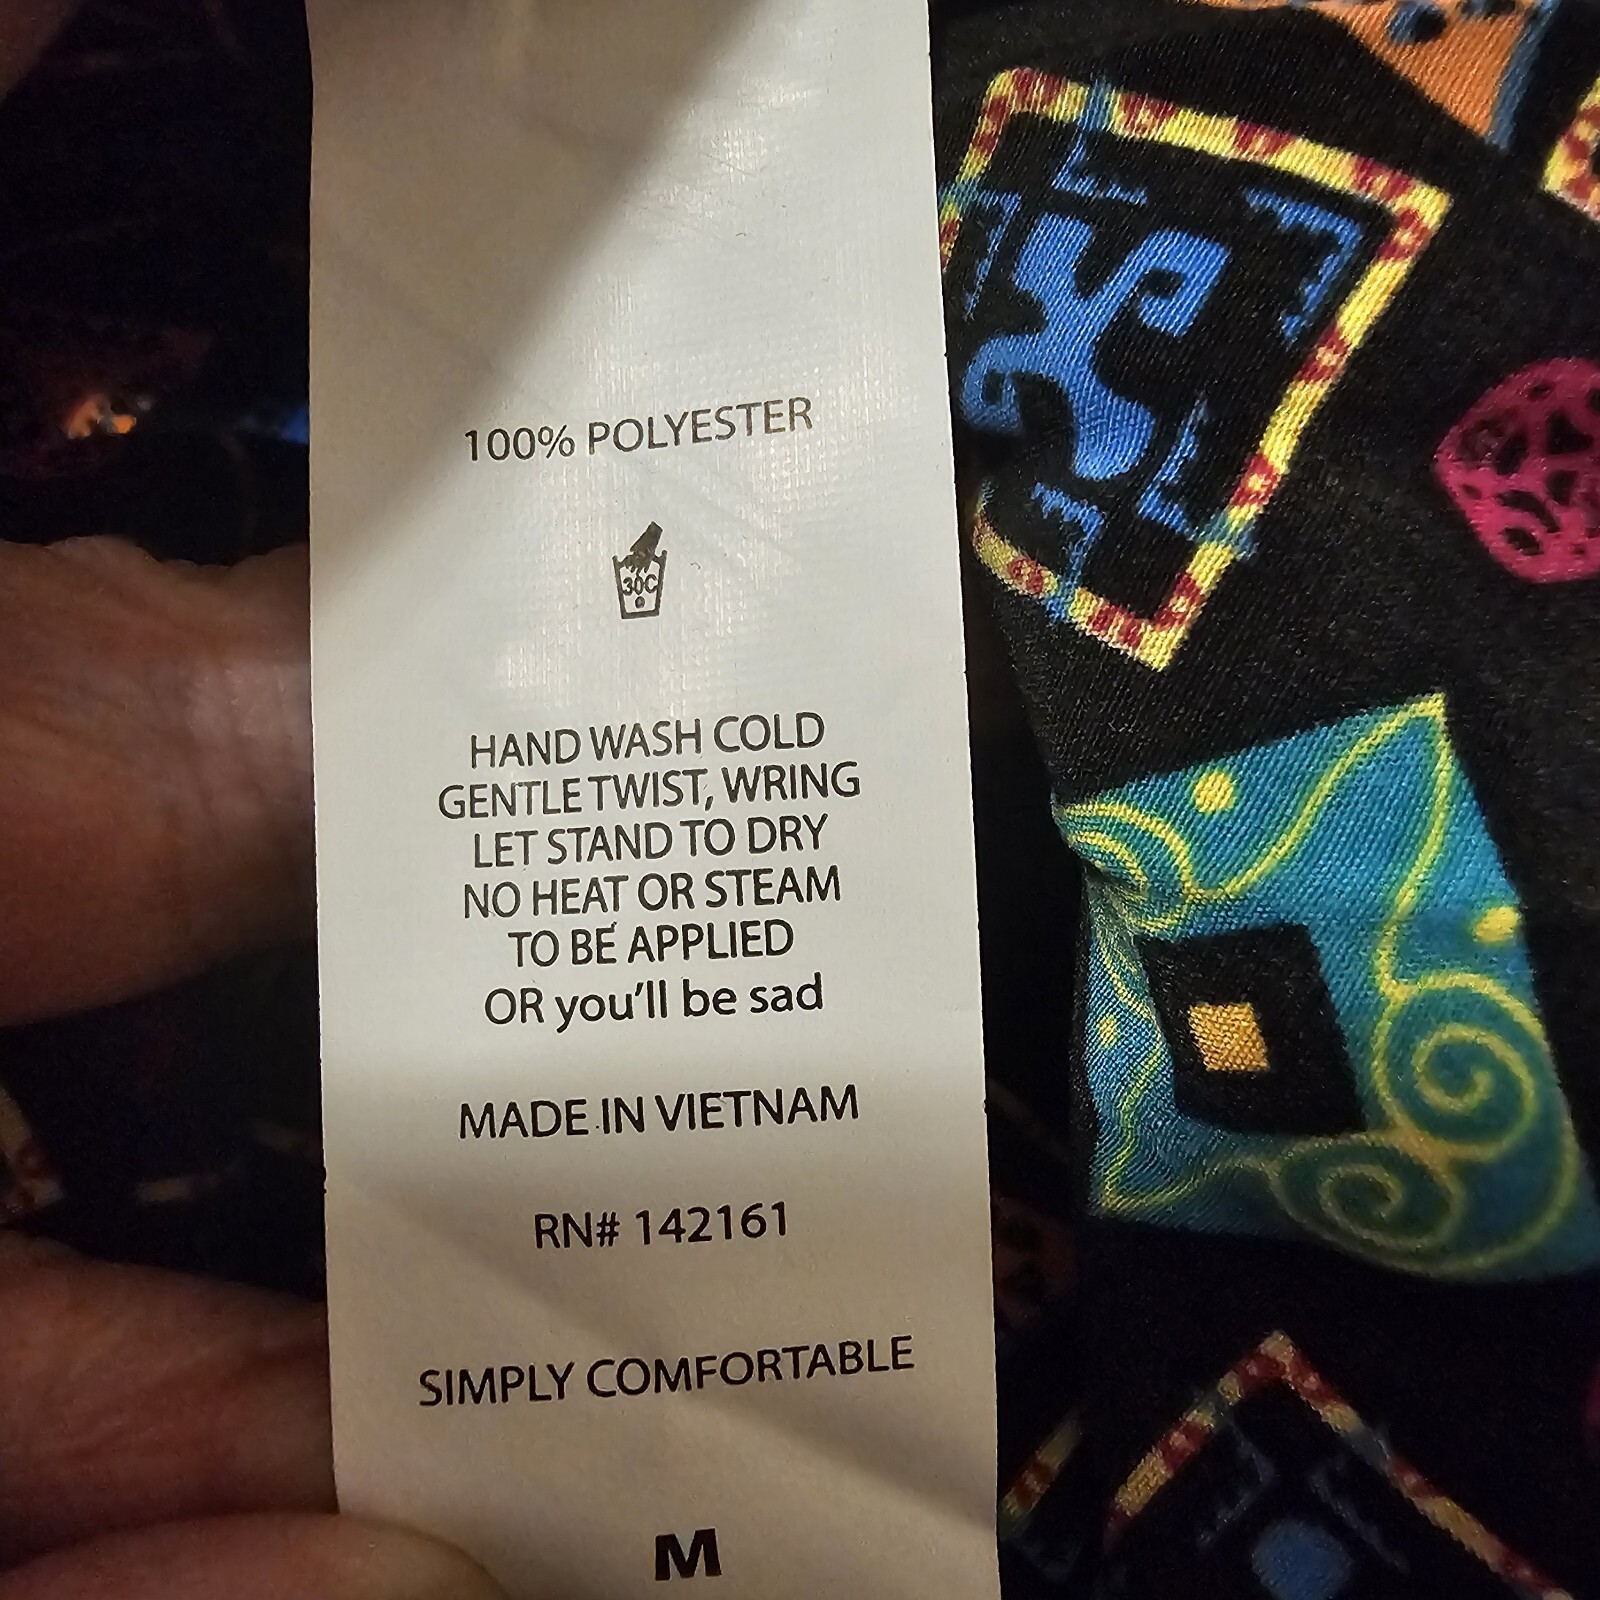 100% POLYESTER
30C
HAND WASH COLD
GENTLE TWIST, WRING
LET STAND TO DRY
NO HEAT OR STEAM
TO BE APPLIED
OR you'll be sad
MADE IN VIETNAM
RN# 142161
SIMPLY COMFORTABLE
M